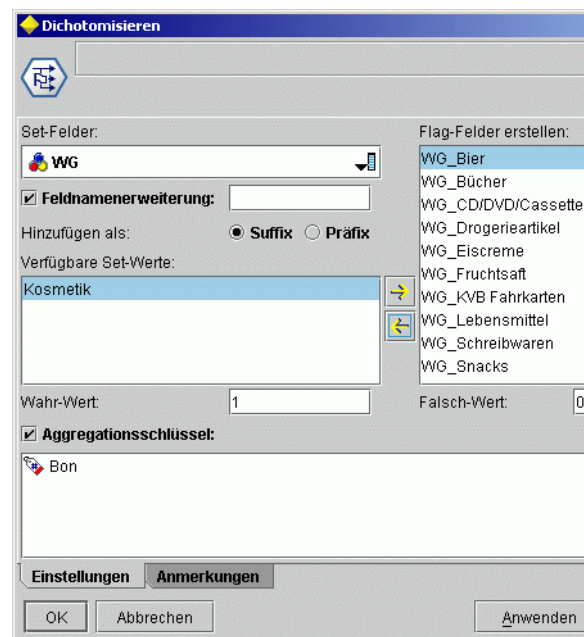 Dichotomisieren
Set-Felder:
WG
Feldnamenerweiterung:
Hinzufügen als:
Suffix
Präfix
Verfügbare Set-Werte:
Kosmetik
Flag-Felder erstellen:
WG_Bier
WG_Bücher
WG_CD/DVD/Cassette
WG_Drogerieartikel
WG_Eiscreme
WG_Fruchtsaft
WG_KVB Fahrkarten
WG_Lebensmittel
WG_Schreibwaren
WG_Snacks
Wahr-Wert:
1
Falsch-Wert:
0
Aggregationsschlüssel:
Bon
Einstellungen
Anmerkungen
OK
Abbrechen
Anwenden